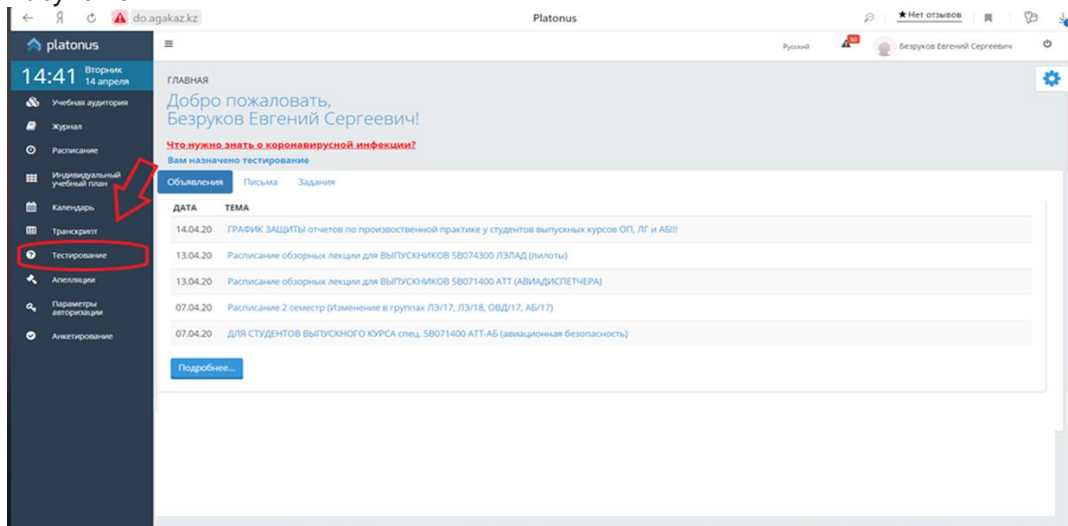 do.agakaz.kz
Platonus
★Нет отзывов
platonus
Русский
50
Безруков Евгений Сергеевич
14:41 Вторник
14 апреля
Учебная аудитория
Журнал
Расписание
Индивидуальный
учебный план
Календарь
Транскрипт
Тестирование
Апелляции
Параметры
авторизации
Анкетирование
ГЛАВНАЯ
Добро пожаловать,
Безруков Евгений Сергеевич!
Что нужно знать о коронавирусной инфекции?
Вам назначено тестирование
Объявления Письма Задания
ДАТА ТЕМА
14.04.20 ГРАФИК ЗАЩИТЫ отчетов по произвоственной практике у студентов выпускных курсов ОП, ЛГ и АБ!!!
13.04.20 Расписание обзорных лекции для ВЫПУСКНИКОВ 5В074300 ЛЭЛАД (пилоты)
13.04.20 Расписание обзорных лекции для ВЫПУСКНИКОВ 5В071400 АТТ (АВИАДИСПЕТЧЕРА)
07.04.20 Расписание 2 семестр (Изменение в группах ЛЭ/17, ЛЭ/18, ОВД/17, АБ/17)
07.04.20 ДЛЯ СТУДЕНТОВ ВЫПУСКНОГО КУРСА спец. 5В071400 АТТ-АБ (авиационная безопасность)
Подробнее...